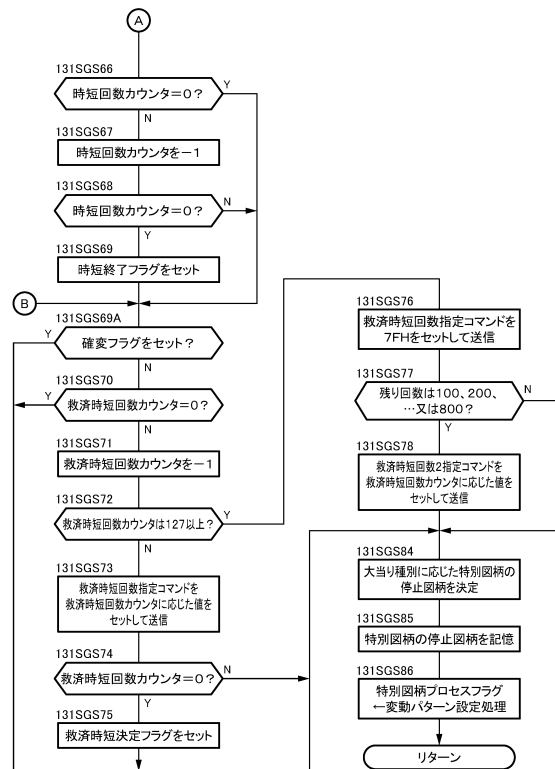 A
131SGS66
時短回数カウンタ=0?
Y
N
131SGS67
時短回数カウンタを-1
131SGS68
時短回数カウンタ=0?
N
Y
131SGS69
時短終了フラグをセット
B
131SGS69A
確変フラグをセット?
Y
N
131SGS70
救済時短回数カウンタ=0?
Y
N
131SGS71
救済時短回数カウンタを-1
131SGS72
救済時短回数カウンタは127以上?
Y
N
131SGS73
救済時短回数指定コマンドを
救済時短回数カウンタに応じた値を
セットして送信
131SGS74
救済時短回数カウンタ=0?
N
Y
131SGS75
救済時短決定フラグをセット
131SGS76
救済時短回数指定コマンドを
7FHをセットして送信
131SGS77
残り回数は100、200、
…又は800?
N
Y
131SGS78
救済時短回数2指定コマンドを
救済時短回数カウンタに応じた値を
セットして送信
131SGS84
大当り種別に応じた特別図柄の
停止図柄を決定
131SGS85
特別図柄の停止図柄を記憶
131SGS86
特別図柄プロセスフラグ
←変動パターン設定処理
リターン